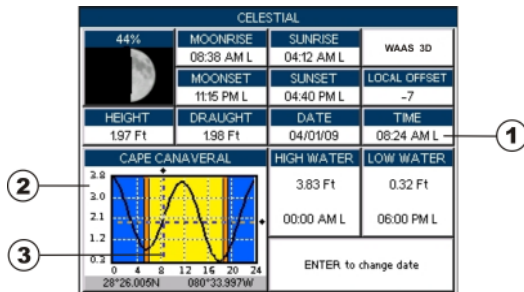 CELESTIAL
44%
MOONRISE
08:38 AM L
SUNRISE
04:12 AM L
WAAS 3D
MOONSET
11:15 PM L
SUNSET
04:40 PM L
LOCAL OFFSET
-7
HEIGHT
1.97 Ft
DRAUGHT
1.98 Ft
DATE
04/01/09
TIME
08:24 AM L
1
CAPE CANAVERAL
HIGH WATER
LOW WATER
2
3.8
3.0
2.1
1.2
0.3
0 4 8 12 16 20 24
3
3.83 Ft
0.32 Ft
00:00 AM L
06:00 PM L
28°26.005N 080°33.997W
ENTER to change date